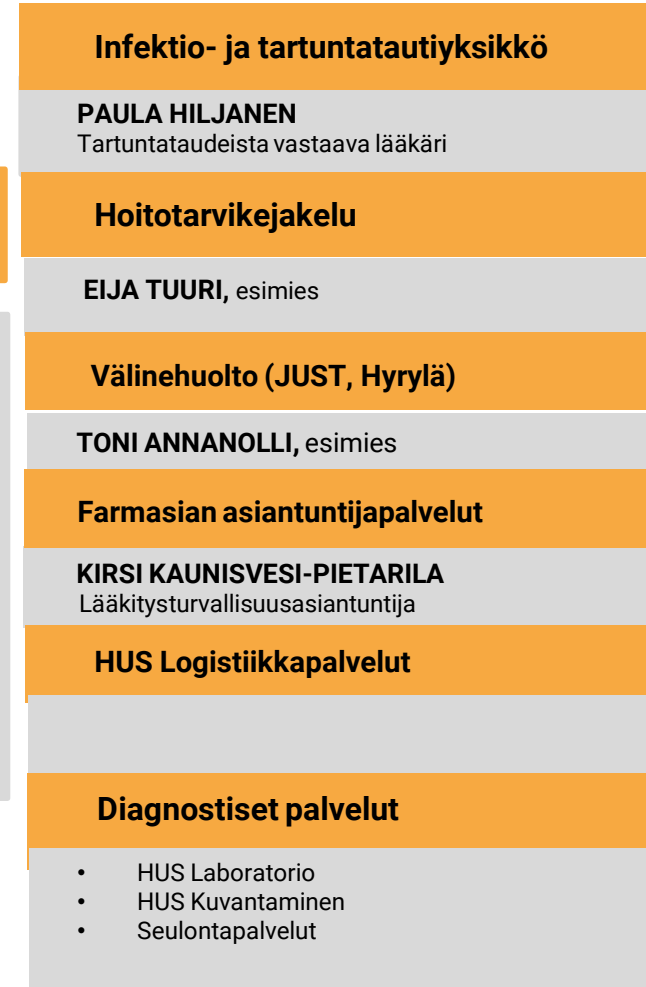 Infektio- ja tartuntatautiyksikkö
PAULA HILJANEN
Tartuntataudeista vastaava lääkäri
Hoitotarvikejakelu
EIJA TUURI, esimies
Välinehuolto (JUST, Hyrylä)
TONI ANNANOLLI, esimies
Farmasian asiantuntijapalvelut
KIRSI KAUNISVESI-PIETARILA
Lääkitysturvallisuusasiantuntija
HUS Logistiikkapalvelut
Diagnostiset palvelut
• HUS Laboratorio
• HUS Kuvantaminen
• Seulontapalvelut